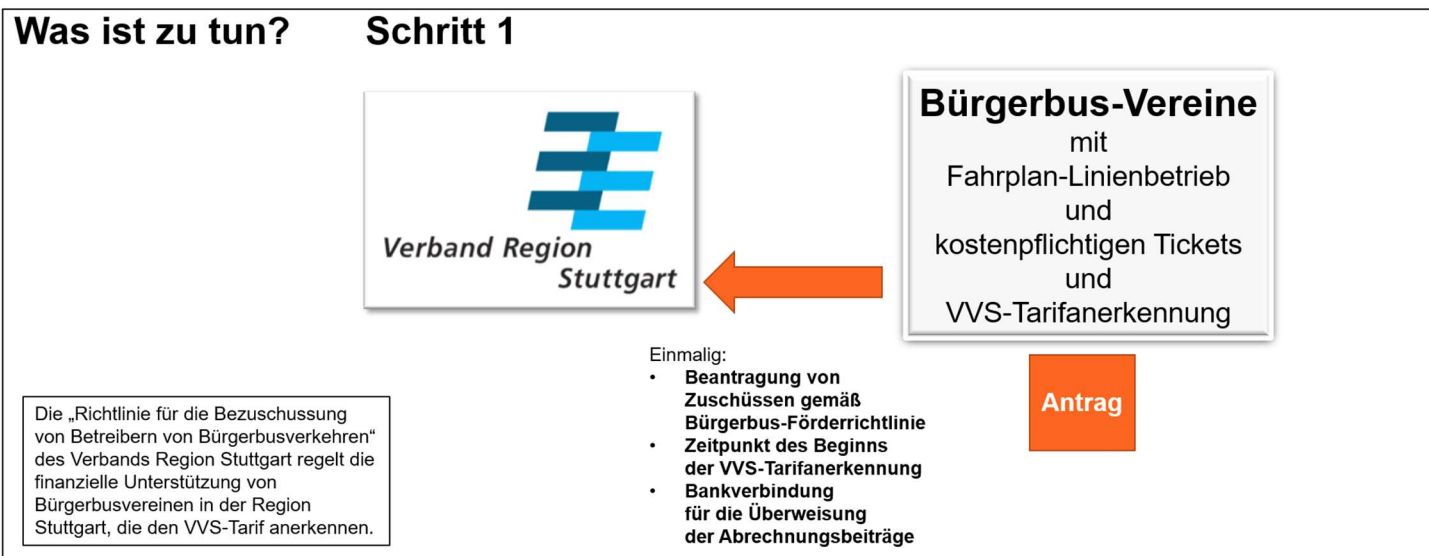 Was ist zu tun? Schritt 1
Verband Region
Stuttgart
Bürgerbus-Vereine
mit
Fahrplan-Linienbetrieb
und
kostenpflichtigen Tickets
und
VVS-Tarifanerkennung
Einmalig:
• Beantragung von
Zuschüssen gemäß
Bürgerbus-Förderrichtlinie
• Zeitpunkt des Beginns
der VVS-Tarifanerkennung
• Bankverbindung
für die Überweisung
der Abrechnungsbeiträge
Antrag
Die „Richtlinie für die Bezuschussung
von Betreibern von Bürgerbusverkehren“
des Verbands Region Stuttgart regelt die
finanzielle Unterstützung von
Bürgerbusvereinen in der Region
Stuttgart, die den VVS-Tarif anerkennen.